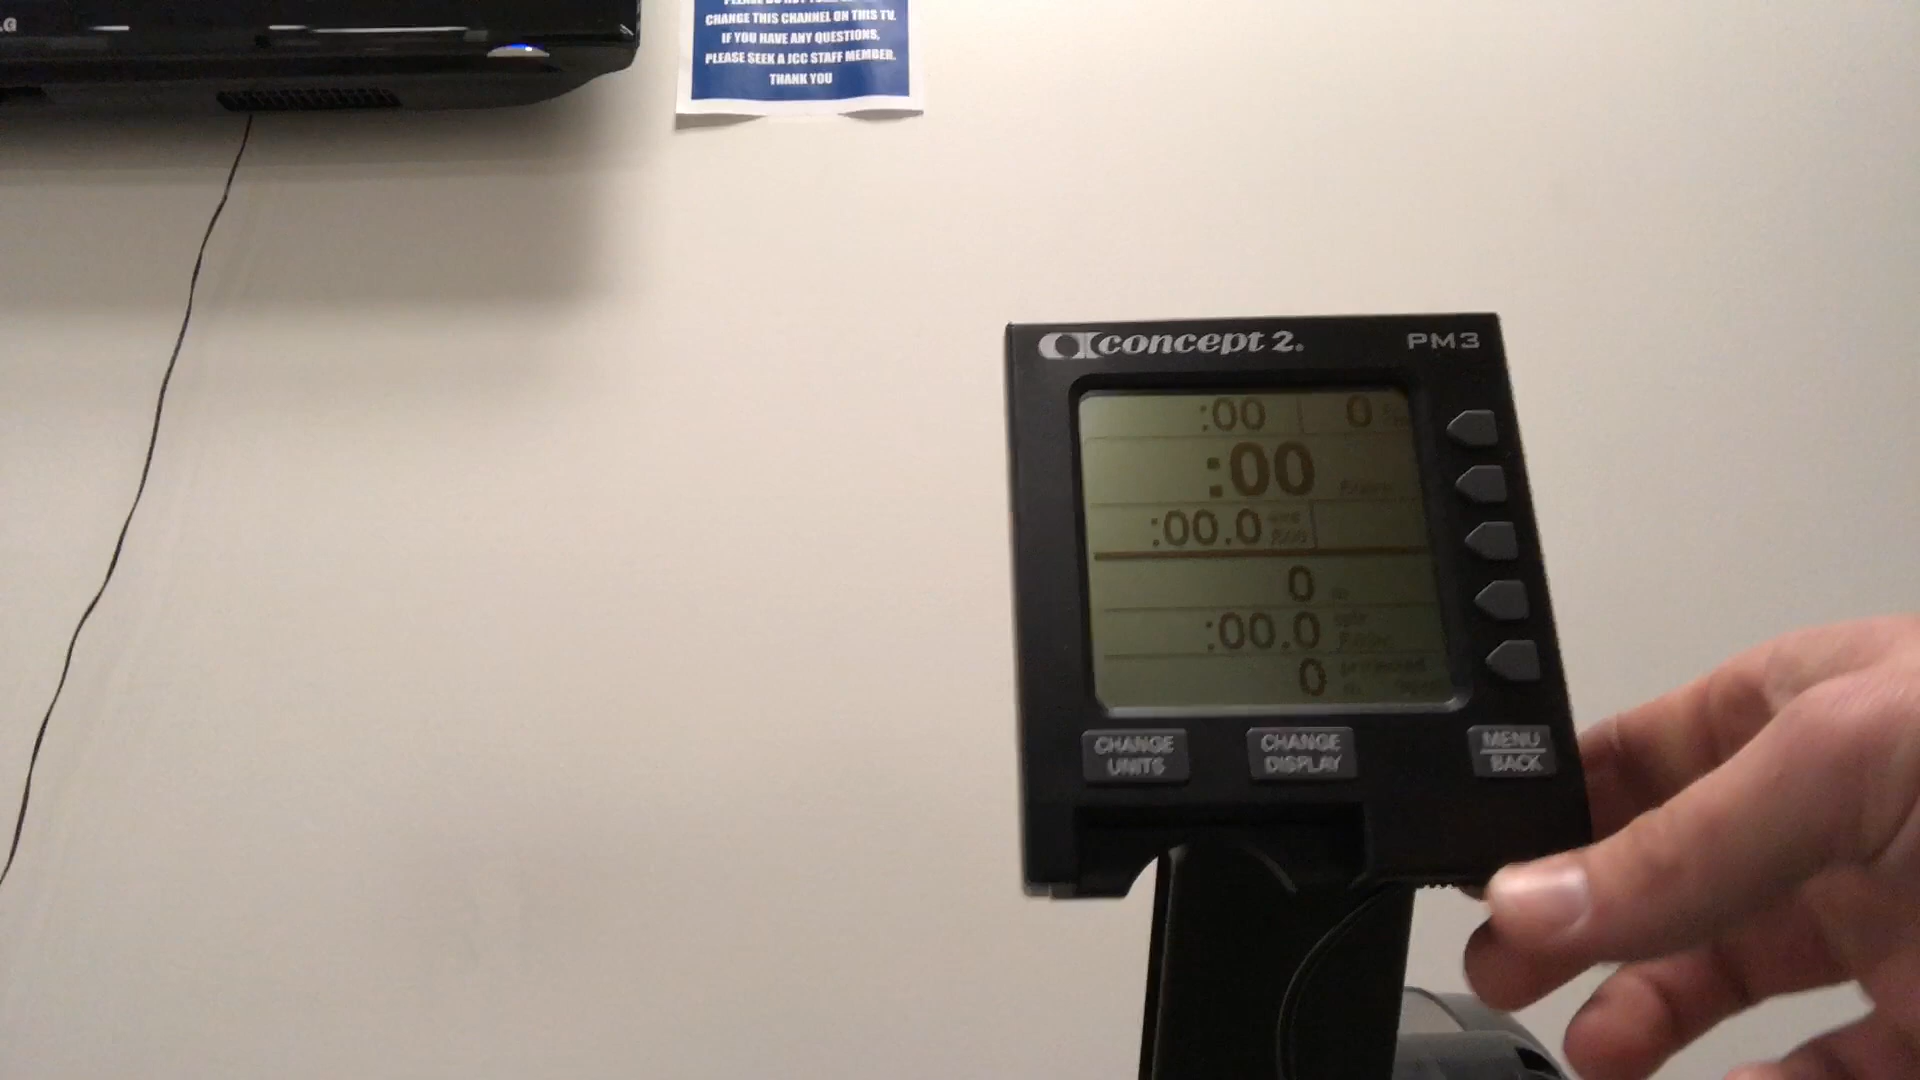 CHANGE THIS CHANNEL ON THIS TV.
IF YOU HAVE ANY QUESTIONS,
PLEASE SEEK A JCC STAFF MEMBER.
THANK YOU
concept 2.
PM3
:00 0
:00
:00.0
0
:00.0
0
CHANGE UNITS
CHANGE DISPLAY
MENU BACK